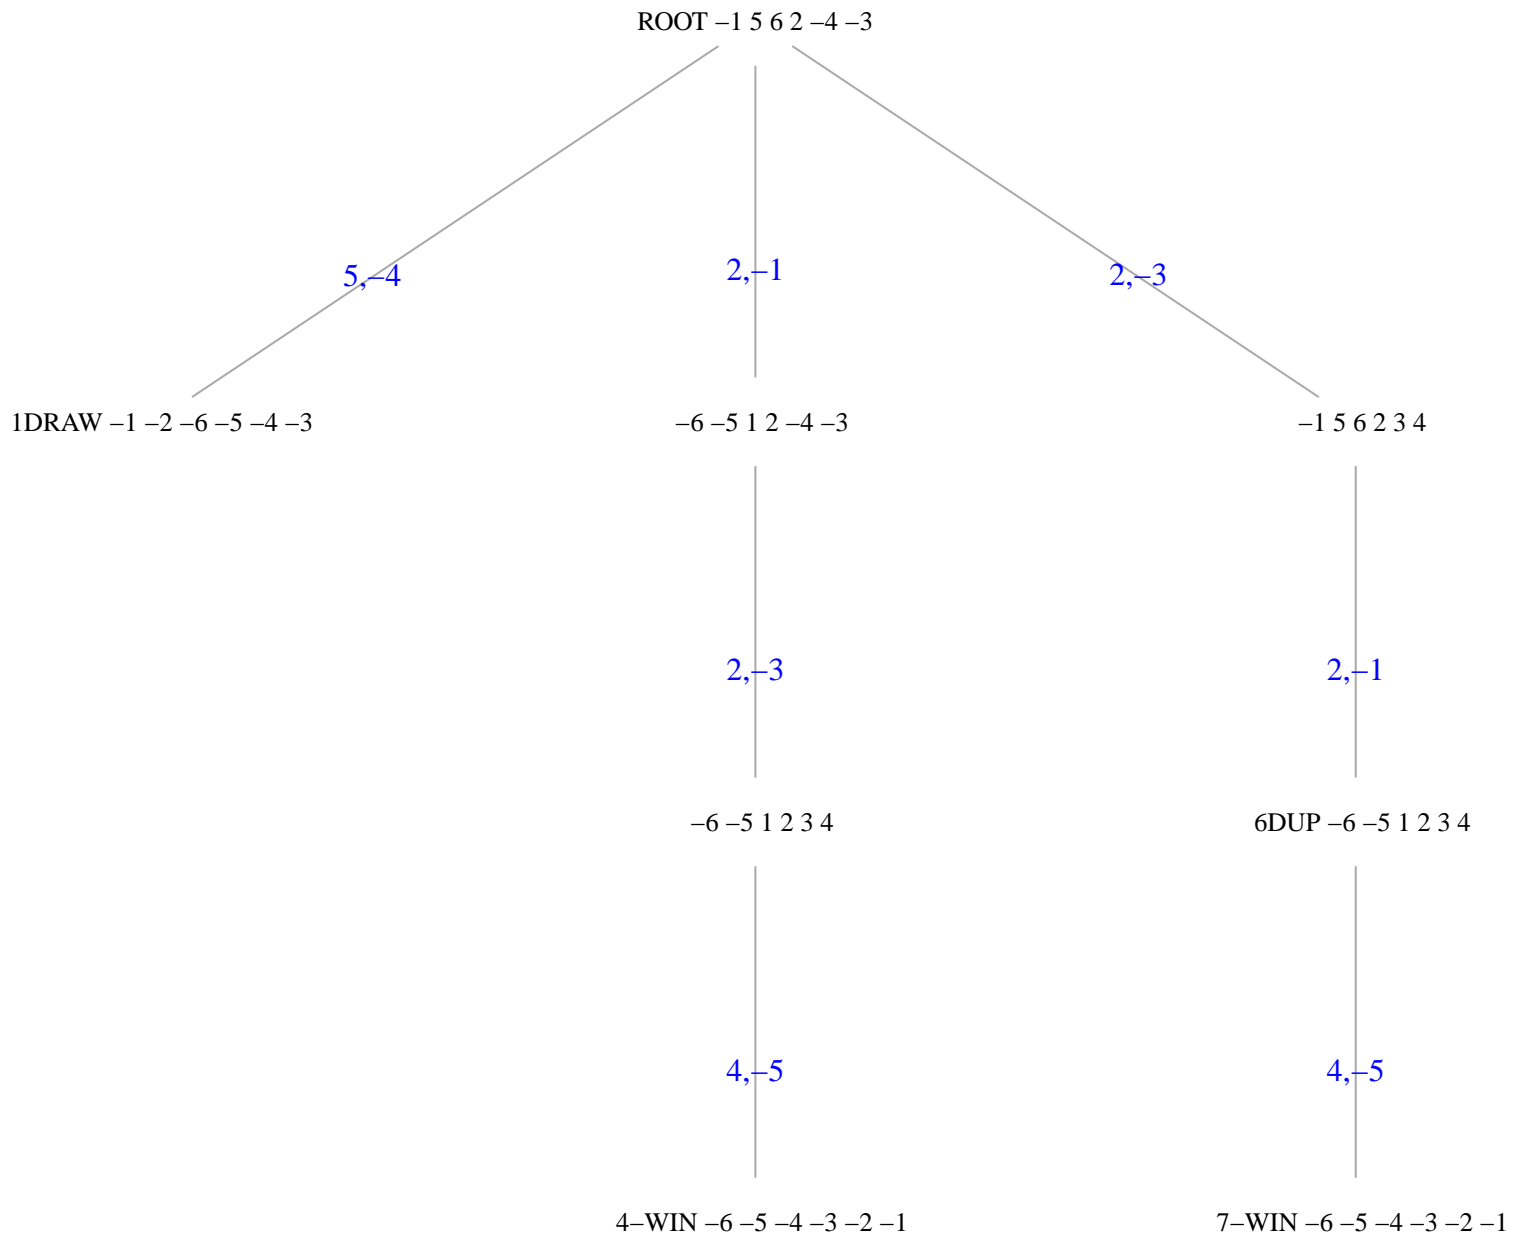 ROOT –1 5 6 2 –4 –3
5,–4
2,–1
2,–3
1DRAW –1 –2 –6 –5 –4 –3
–6 –5 1 2 –4 –3
–1 5 6 2 3 4
2,–3
2,–1
–6 –5 1 2 3 4
6DUP –6 –5 1 2 3 4
4,–5
4,–5
4–WIN –6 –5 –4 –3 –2 –1
7–WIN –6 –5 –4 –3 –2 –1